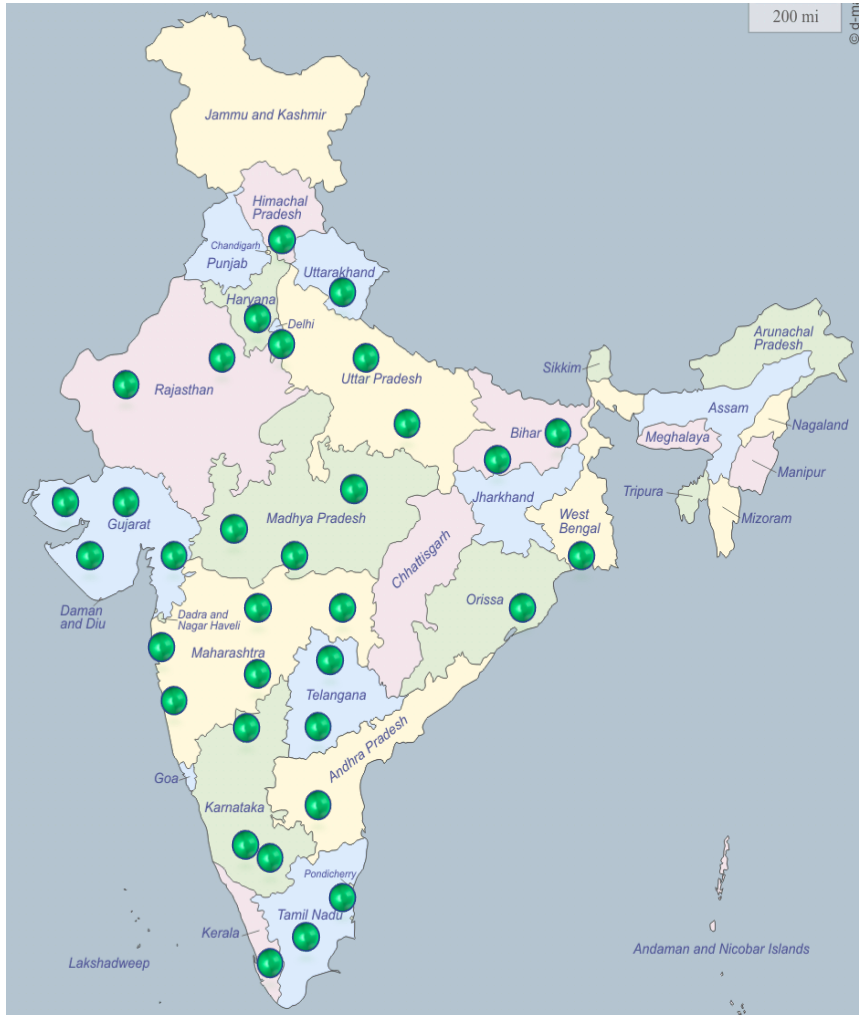 200 mi
Jammu and Kashmir
Himachal
Pradesh
Chandigarh
Punjab
Uttarakhand
Haryana
Delhi
Arunachal
Pradesh
Sikkim
Rajasthan
Uttar Pradesh
Assam
Nagaland
Bihar
Meghalaya
Manipur
Jharkhand
Tripura
Mizoram
West
Bengal
Madhya Pradesh
Gujarat
Chhattisgarh
Orissa
Daman
and Diu
Dadra and
Nagar Haveli
Maharashtra
Telangana
Andhra Pradesh
Goa
Karnataka
Pondicherry
Tamil Nadu
Kerala
Lakshadweep
Andaman and Nicobar Islands